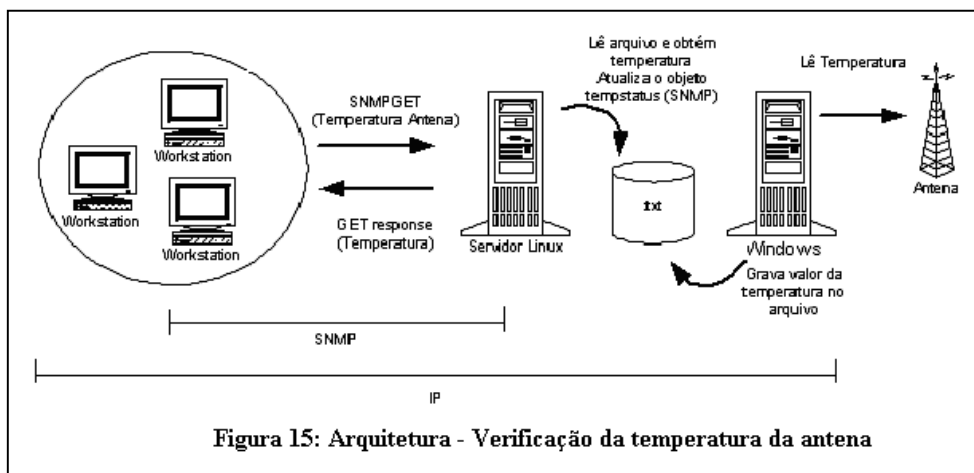 Lê arquivo e obtém
temperatura
Atualiza o objeto
tempstatus (SNMP)
Lê Temperatura
SNMPGET
(Temperatura Antena)
Workstation
Workstation
Workstation
GET response
(Temperatura)
Servidor Linux
.txt
Windows
Antena
Grava valor da
temperatura no
arquivo
SNMP
IP
Figura 15: Arquitetura - Verificação da temperatura da antena